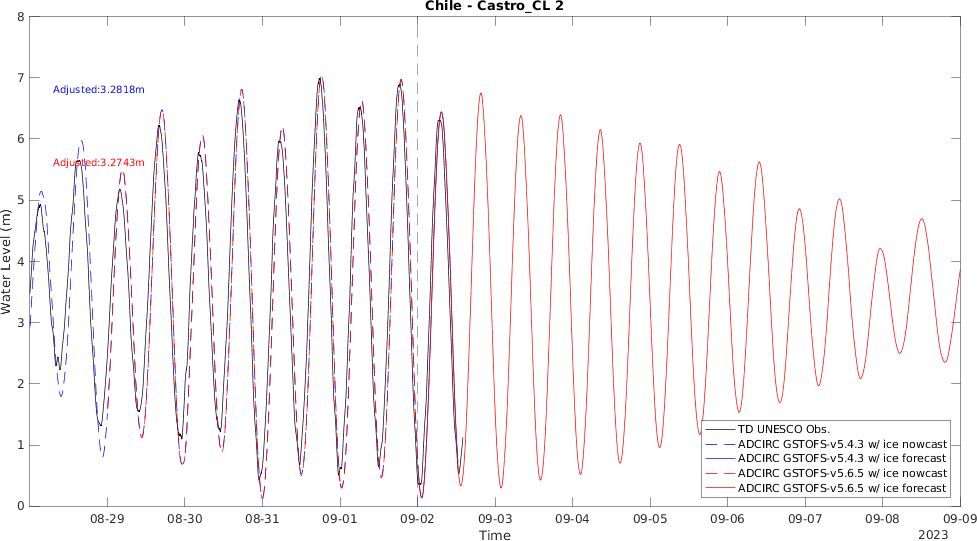 Chile - Castro_CL 2
8
7
6
5
4
3
2
1
0
Water Level (m)
Adjusted:3.2818m
Adjusted:3.2743m
TD UNESCO Obs.
ADCIRC GSTOFS-v5.4.3 w/ ice nowcast
ADCIRC GSTOFS-v5.4.3 w/ ice forecast
ADCIRC GSTOFS-v5.6.5 w/ ice nowcast
ADCIRC GSTOFS-v5.6.5 w/ ice forecast
08-29 08-30 08-31 09-01 09-02 09-03 09-04 09-05 09-06 09-07 09-08 09-09
Time
2023